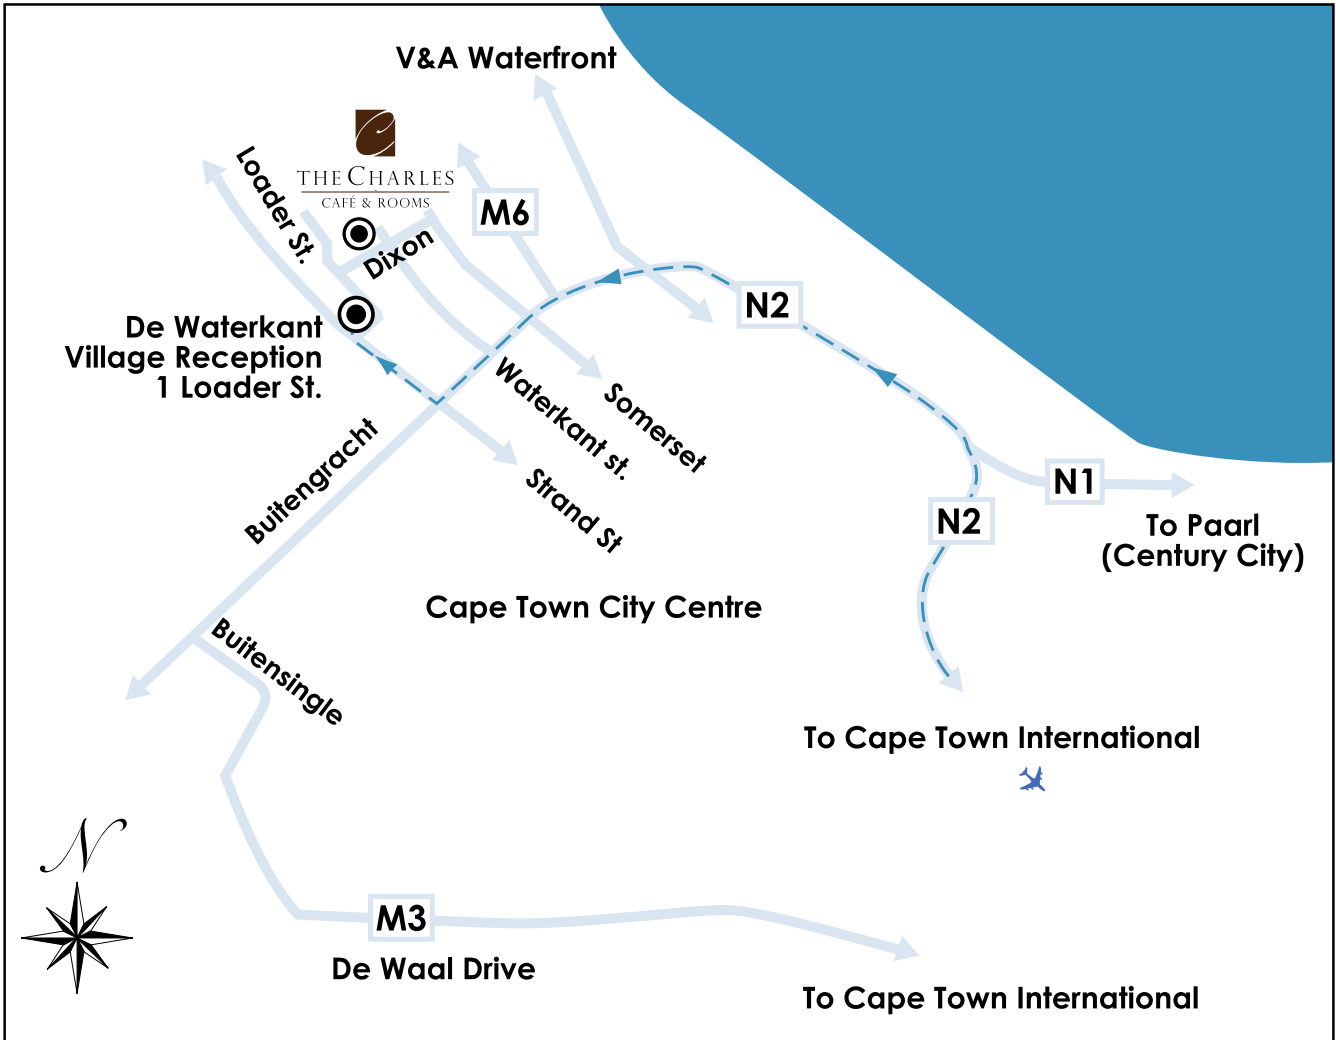 V&A Waterfront
THE CHARLES
CAFÉ & ROOMS
Loader St.
M6
Dixon
N2
De Waterkant
Village Reception
1 Loader St.
Waterkant st.
Somerset
Buitengracht
Strand St
N1
N2
To Paarl
(Century City)
Cape Town City Centre
Buitensingle
To Cape Town International
N
M3
De Waal Drive
To Cape Town International